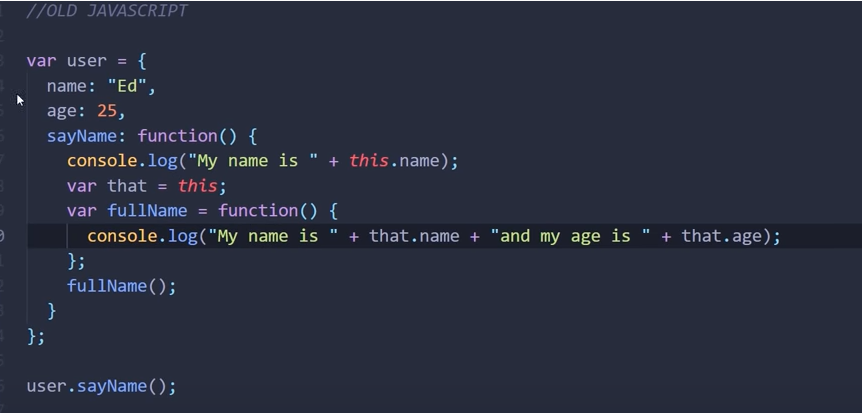 //OLD JAVASCRIPT
var user = {
name: "Ed",
age: 25,
sayName: function() {
console.log("My name is " + this.name);
var that = this;
var fullName = function() {
console.log("My name is " + that.name + "and my age is " + that.age);
};
fullName();
}
};
user.sayName();